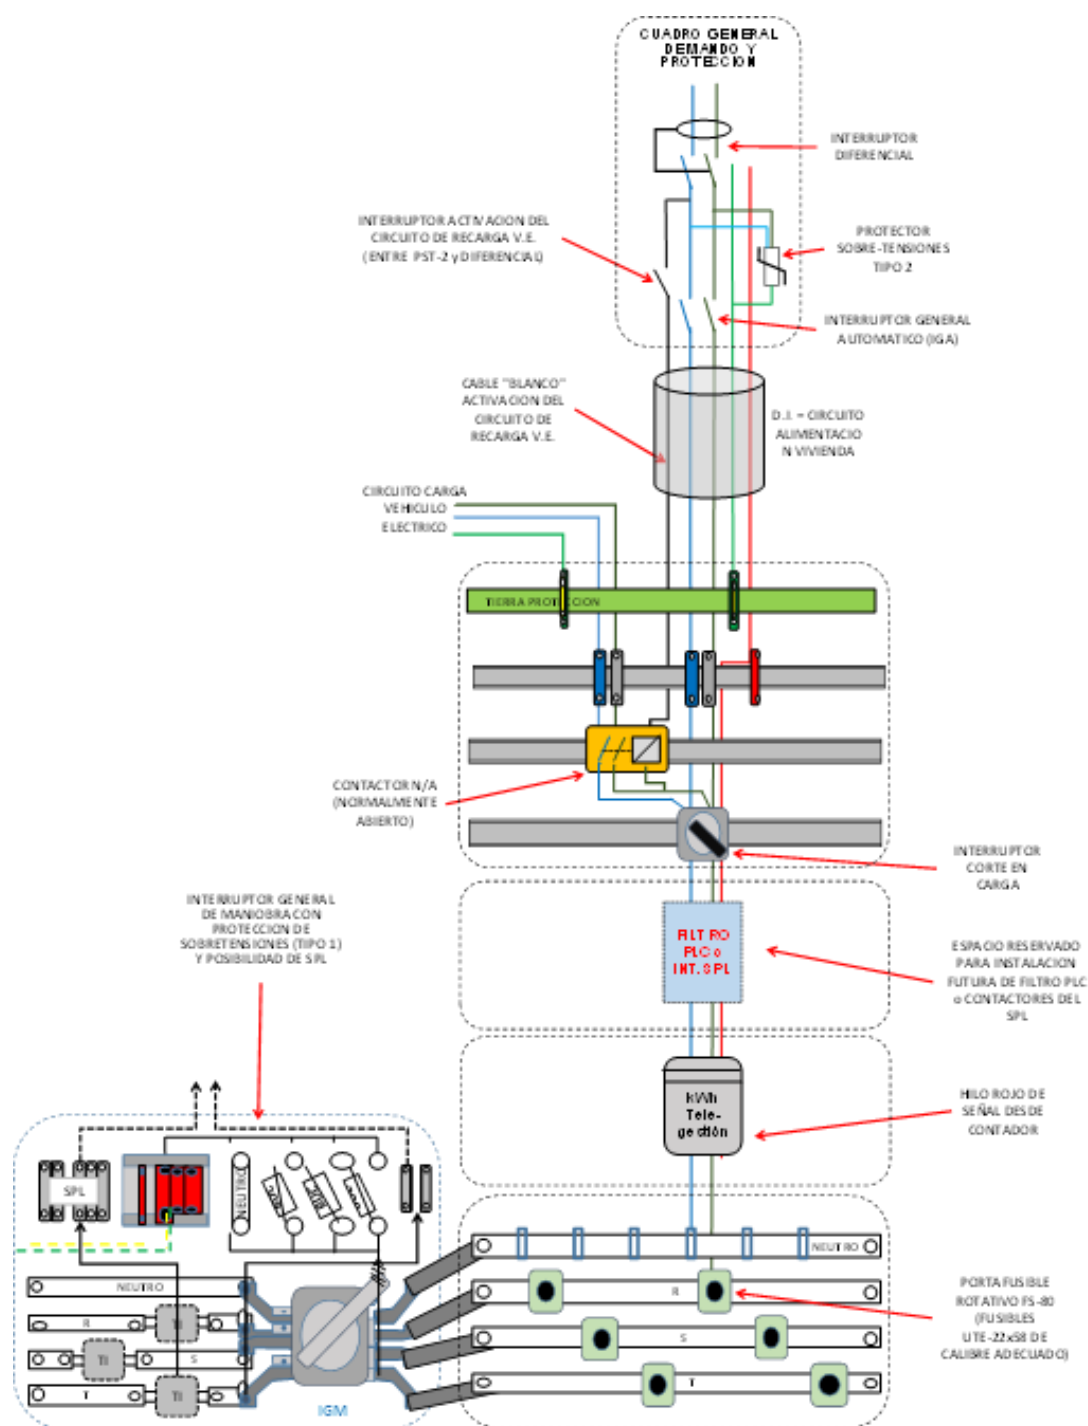 CUADRO GENERAL
DEMANDO Y
PROTECCION
INTERRUPTOR
DIFERENCIAL
INTERRUPTOR ACTIVACION DEL
CIRCUITO DE RECARGA V.E.
(ENTRE PST-2 y DIFERENCIAL)
PROTECTOR
SOBRE-TENSIONES
TIPO 2
INTERRUPTOR GENERAL
AUTOMATICO (IGA)
CABLE "BLANCO"
ACTIVACION DEL
CIRCUITO DE
RECARGA V.E.
D.I. = CIRCUITO
ALIMENTACIO
N VIVIENDA
CIRCUITO CARGA
VEHICULO
ELECTRICO
TIERRA PROTECCION
CONTACTOR N/A
(NORMALMENTE
ABIERTO)
INTERRUPTOR
CORTE EN
CARGA
INTERRUPTOR GENERAL
DE MANIOBRA CON
PROTECCION DE
SOBRETENSIONES (TIPO 1)
Y POSIBILIDAD DE SPL
FILTRO
PLC o
INT. SPL
ESPACIO RESERVADO
PARA INSTALACION
FUTURA DE FILTRO PLC
o CONTACTORES DEL
SPL
kWh
Tele-
gestión
HILO ROJO DE
SEÑAL DESDE
CONTADOR
SPL
NEUTRO
NEUTRO
NEUTRO
R
R
TI
S
S
TI
T
T
TI
IGM
PORTAFUSIBLE
ROTATIVO FS-80
(FUSIBLES
UTE-22x58 DE
CALIBRE ADECUADO)